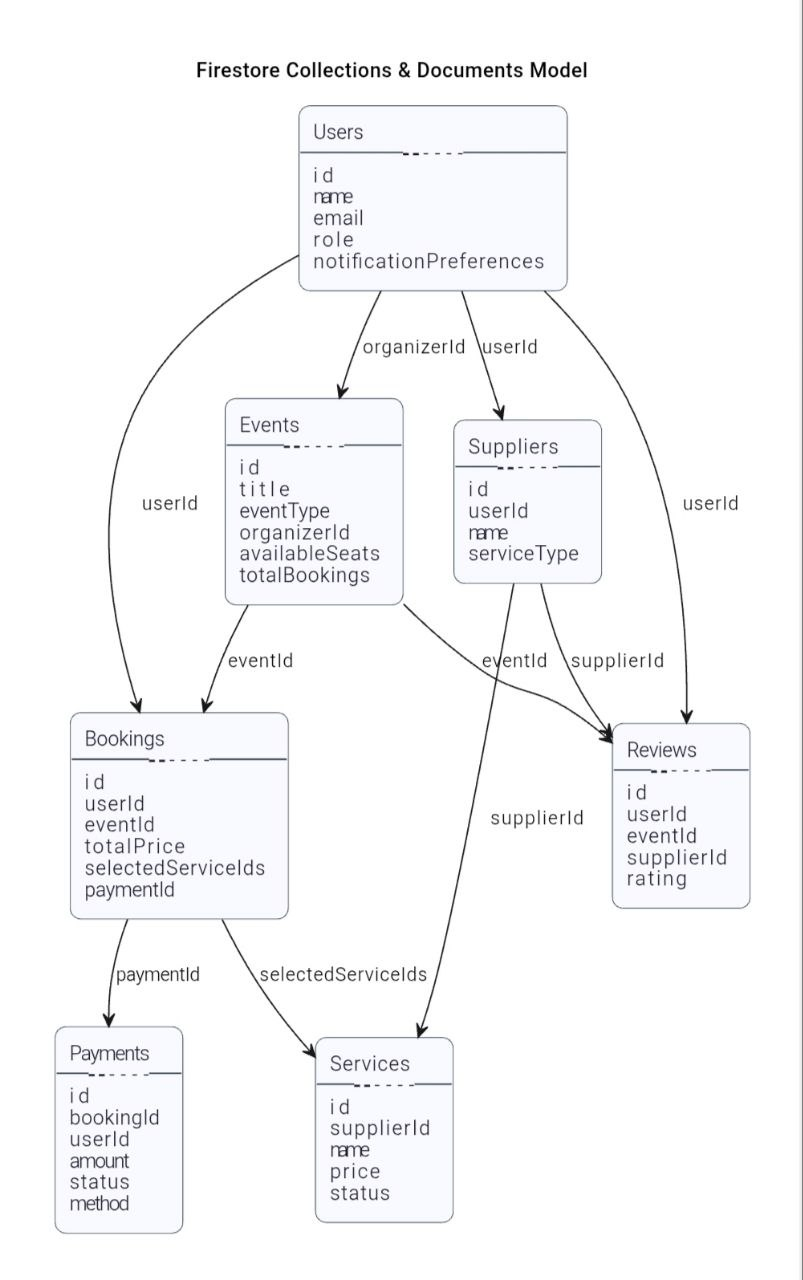 Firestore Collections & Documents Model
Users
id
name
email
role
notificationPreferences
organizerId
userId
Events
id
title
eventType
organizerId
availableSeats
totalBookings
Suppliers
id
userId
name
serviceType
userId
userId
eventId
eventId
supplierId
Bookings
id
userId
eventId
totalPrice
selectedServiceIds
paymentId
Reviews
id
userId
eventId
supplierId
rating
supplierId
paymentId
selectedServiceIds
Payments
id
bookingId
userId
amount
status
method
Services
id
supplierId
name
price
status